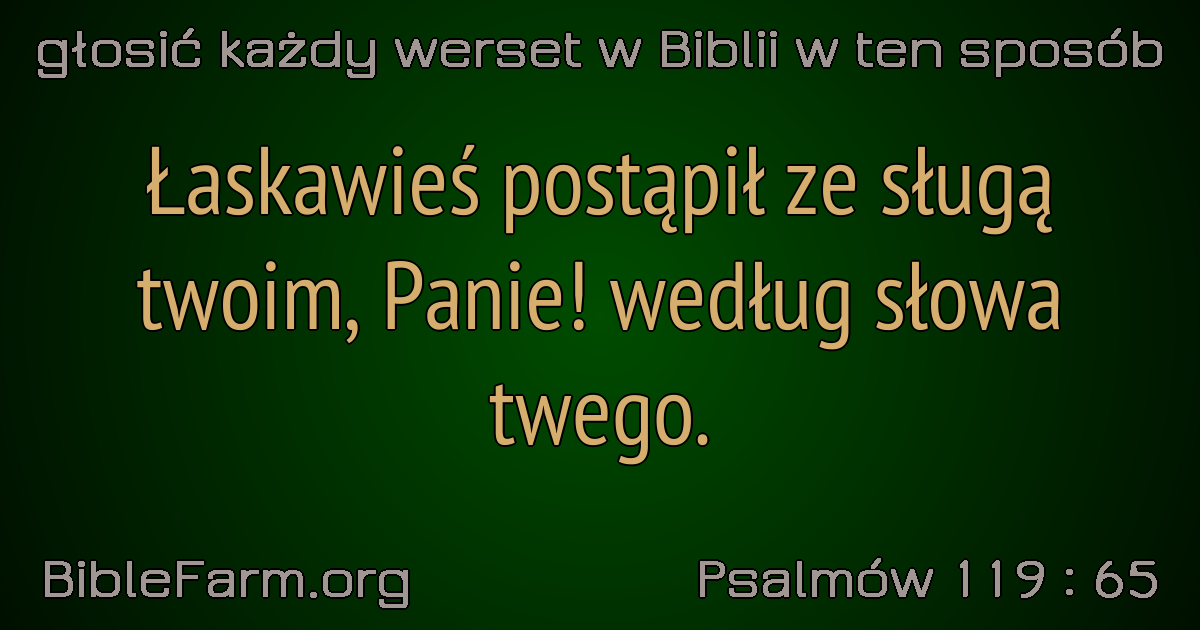 głosić każdy werset w Biblii w ten sposób
Łaskawieś postąpił ze sługą
twoim, Panie! według słowa
twego.
BibleFarm.org
Psalmów 119 : 65